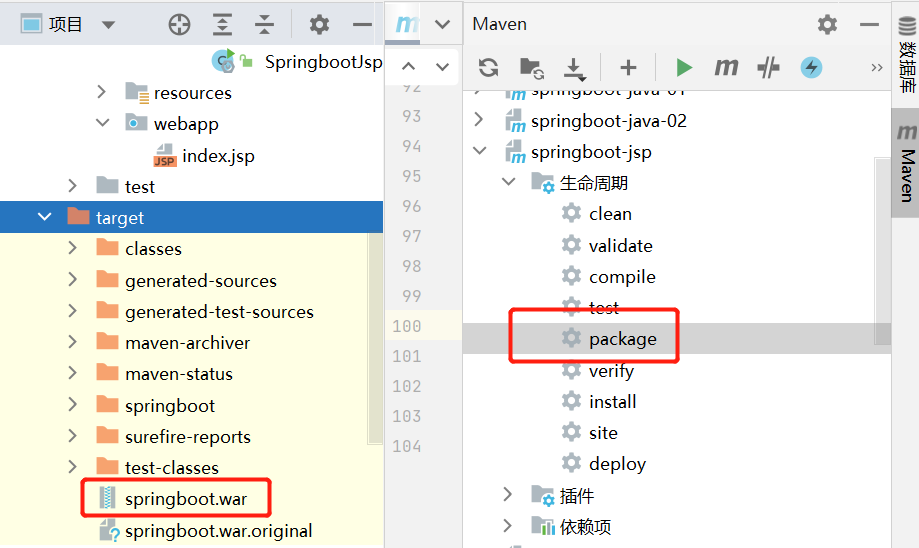 项目
SpringbootJsp
resources
webapp
index.jsp
test
target
classes
generated-sources
generated-test-sources
maven-archiver
maven-status
springboot
surefire-reports
test-classes
springboot.war
springboot.war.original
92
93
94
95
96
97
98
99
100
101
102
103
104
Maven
springboot-java-01
springboot-java-02
springboot-jsp
生命周期
clean
validate
compile
test
package
verify
install
site
deploy
插件
依赖项
数据库
Maven